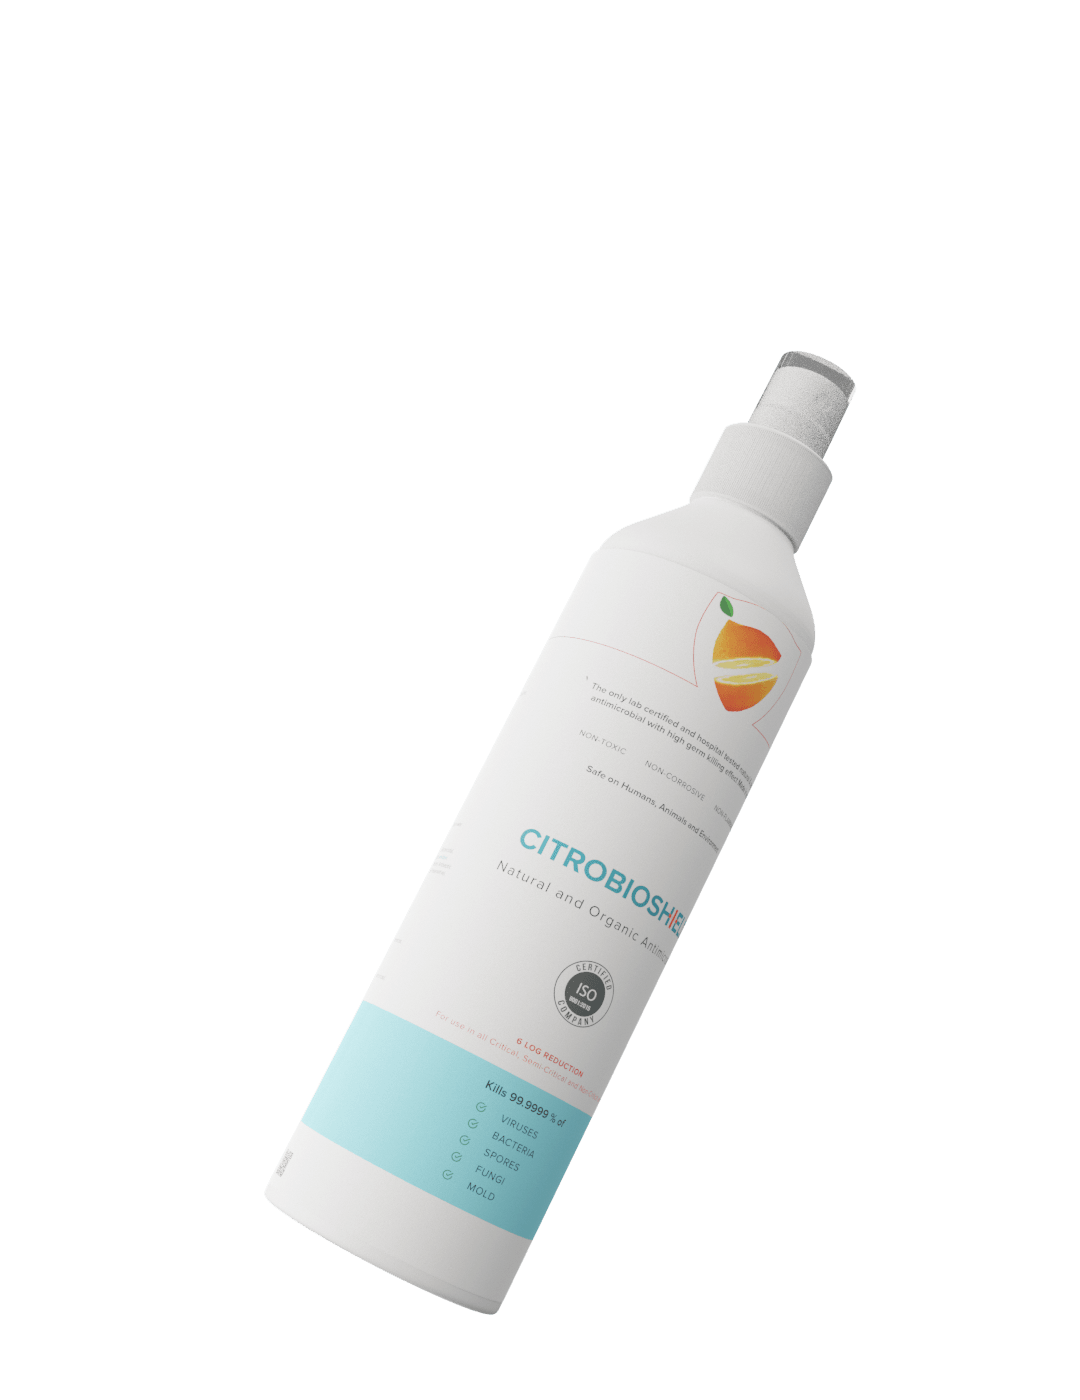 The only lab certified and hospital tested
antimicrobial with high germ killing effect
NON-TOXIC NON-CORROSIVE
Safe on Humans, Animals and
CITROBIOSHIEL
Natural and Organic
CERTIFIED
ISO
9001:2015
COMPANY
6 LOG REDUCTION
For use in all Critical, Semi-Critical and
Kills 99.9999 % of
VIRUSES
BACTERIA
SPORES
FUNGI
MOLD